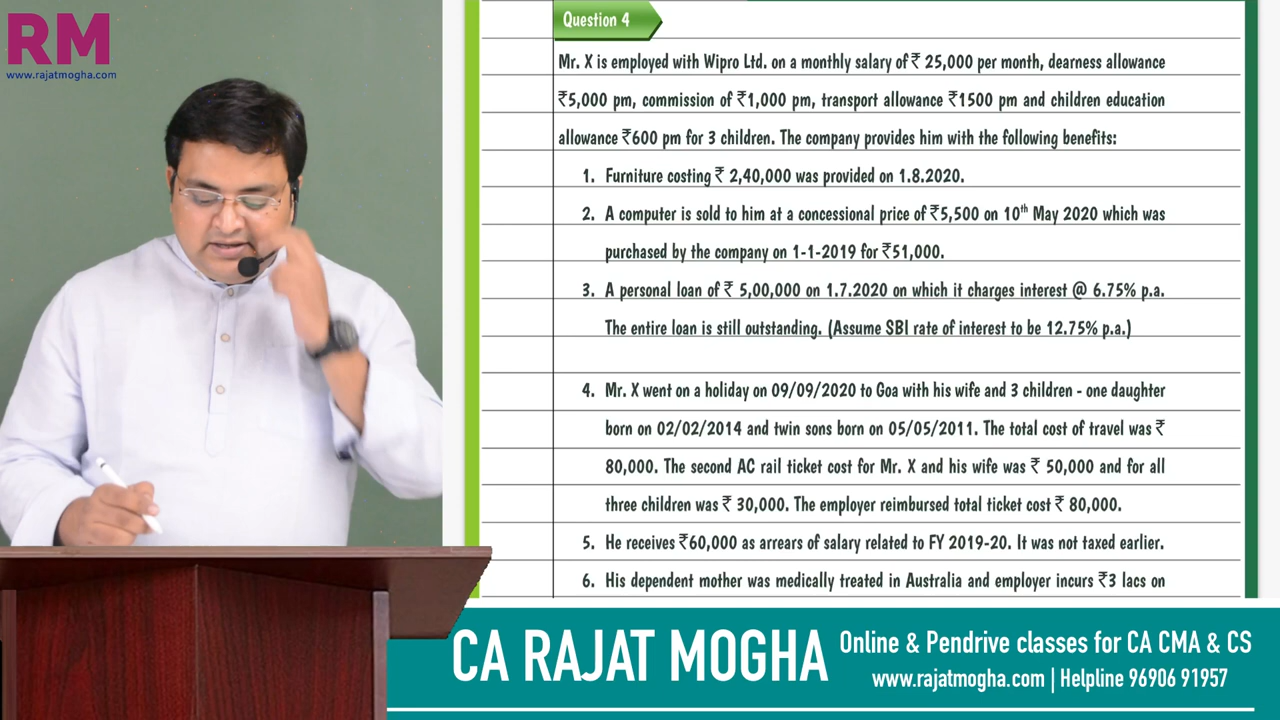 RM
www.rajatmogha.com
Question 4
Mr. X is employed with Wipro Ltd. on a monthly salary of ₹ 25,000 per month, dearness allowance
₹5,000 pm, commission of ₹1,000 pm, transport allowance ₹1500 pm and children education
allowance ₹600 pm for 3 children. The company provides him with the following benefits:
1. Furniture costing ₹ 2,40,000 was provided on 1.8.2020.
2. A computer is sold to him at a concessional price of ₹5,500 on 10th May 2020 which was
purchased by the company on 1-1-2019 for ₹51,000.
3. A personal loan of ₹ 5,00,000 on 1.7.2020 on which it charges interest @ 6.75% p.a.
The entire loan is still outstanding. (Assume SBI rate of interest to be 12.75% p.a.)
4. Mr. X went on a holiday on 09/09/2020 to Goa with his wife and 3 children - one daughter
born on 02/02/2014 and twin sons born on 05/05/2011. The total cost of travel was ₹
80,000. The second AC rail ticket cost for Mr. X and his wife was ₹ 50,000 and for all
three children was ₹ 30,000. The employer reimbursed total ticket cost ₹ 80,000.
5. He receives ₹60,000 as arrears of salary related to FY 2019-20. It was not taxed earlier.
6. His dependent mother was medically treated in Australia and employer incurs ₹3 lacs on
CA RAJAT MOGHA
Online & Pendrive classes for CA CMA & CS
www.rajatmogha.com | Helpline 96906 91957